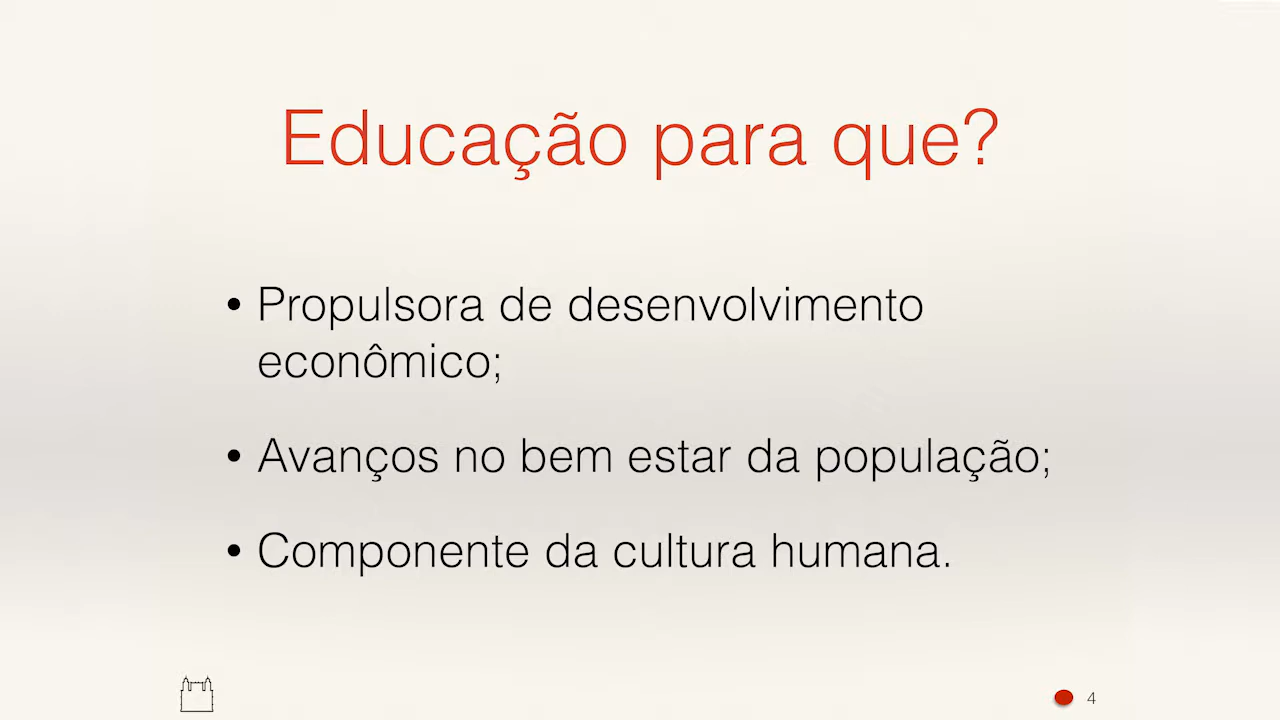 Educação para que?
• Propulsora de desenvolvimento
econômico;
• Avanços no bem estar da população;
• Componente da cultura humana.
4